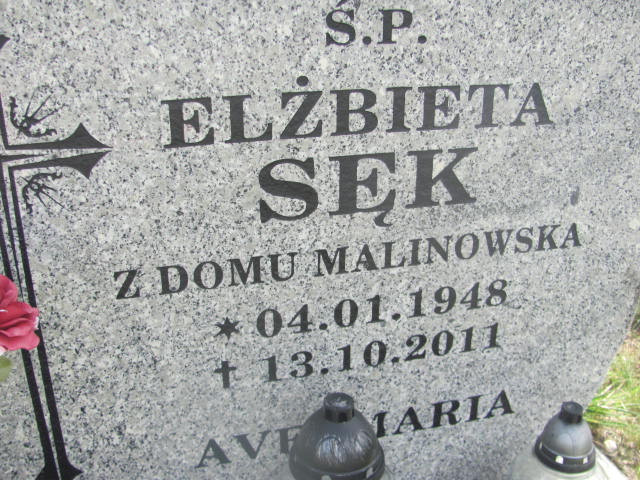 Ś.P.
ELŻBIETA
SĘK
Z DOMU MALINOWSKA
* 04.01.1948
† 13.10.2011
AVE MARIA